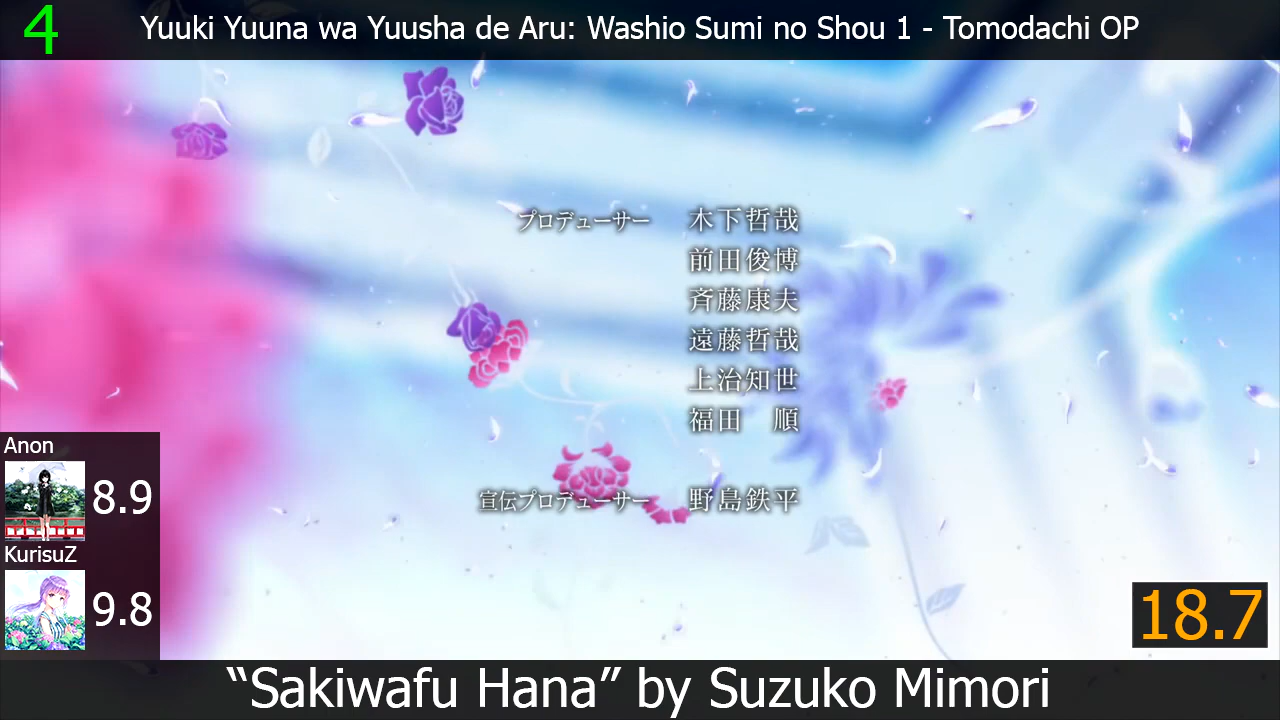 4
Yuuki Yuuna wa Yuusha de Aru: Washio Sumi no Shou 1 - Tomodachi OP
プロデューサー 木下哲哉
前田俊博
斉藤康夫
遠藤哲哉
上治知世
福田 順
宣伝プロデューサー 野島鉄平
Anon
8.9
KurisuZ
9.8
18.7
“Sakiwafu Hana” by Suzuko Mimori